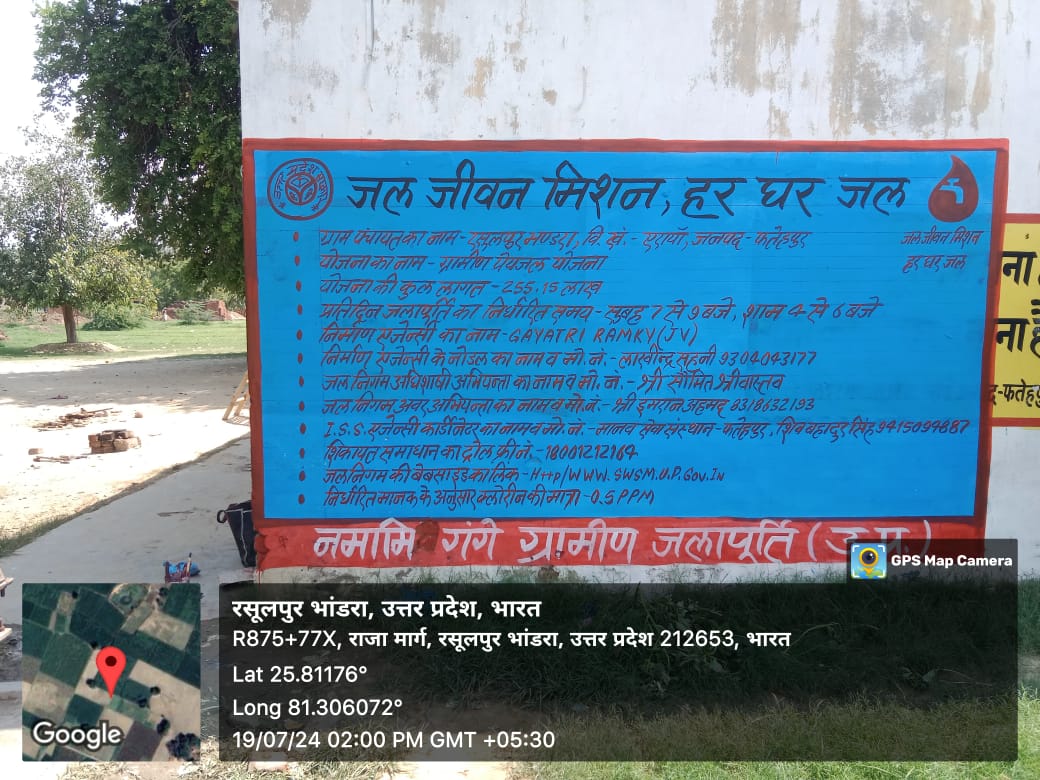 जल जीवन मिशन, हर घर जल
ग्राम पंचायत का नाम - रसूलपुर भण्डरा, वि. खं. - ऐरायाँ, जनपद - फतेहपुर
जल जीवन मिशन
हर घर जल
योजना का नाम - ग्रामीण पेयजल योजना
योजना की कुल लागत - 255.15 लाख
प्रतिदिन जलापूर्ति का निर्धारित समय - सुबह 7 से 9 बजे, शाम 4 से 6 बजे
निर्माण एजेन्सी का नाम - GAYATRI RAMKY (JV)
निर्माण एजेन्सी के नोडल का नाम व मो. नं. - लाखीन्द्र सहनी 9304043177
जल निगम अधिशाषी अभियन्ता का नाम व मो. नं. - श्री सौमित श्रीवास्तव
जल निगम अवर अभियन्ता का नाम व मो. नं. - श्री इमरान अहमद 8318632193
I.S.S. एजेन्सी कार्डीनेटर का नाम व मो. नं. - मानव सेवा संस्थान - फतेहपुर, शिव बहादुर सिंह 9415094887
शिकायत समाधान का टोल फ्री नं. - 18001212164
जल निगम की वेबसाइड का लिंक - Http/WWW.SWSM.U.P.Gov.In
निर्धारित मानक के अनुसार क्लोरीन की मात्रा - 0.5 PPM
नमामि गंगे ग्रामीण जलापूर्ति (उ.प्र.)
ना
ना है
द-फतेहपु
GPS Map Camera
रसूलपुर भांडरा, उत्तर प्रदेश, भारत
R875+77X, राजा मार्ग, रसूलपुर भांडरा, उत्तर प्रदेश 212653, भारत
Lat 25.81176°
Long 81.306072°
19/07/24 02:00 PM GMT +05:30
Google